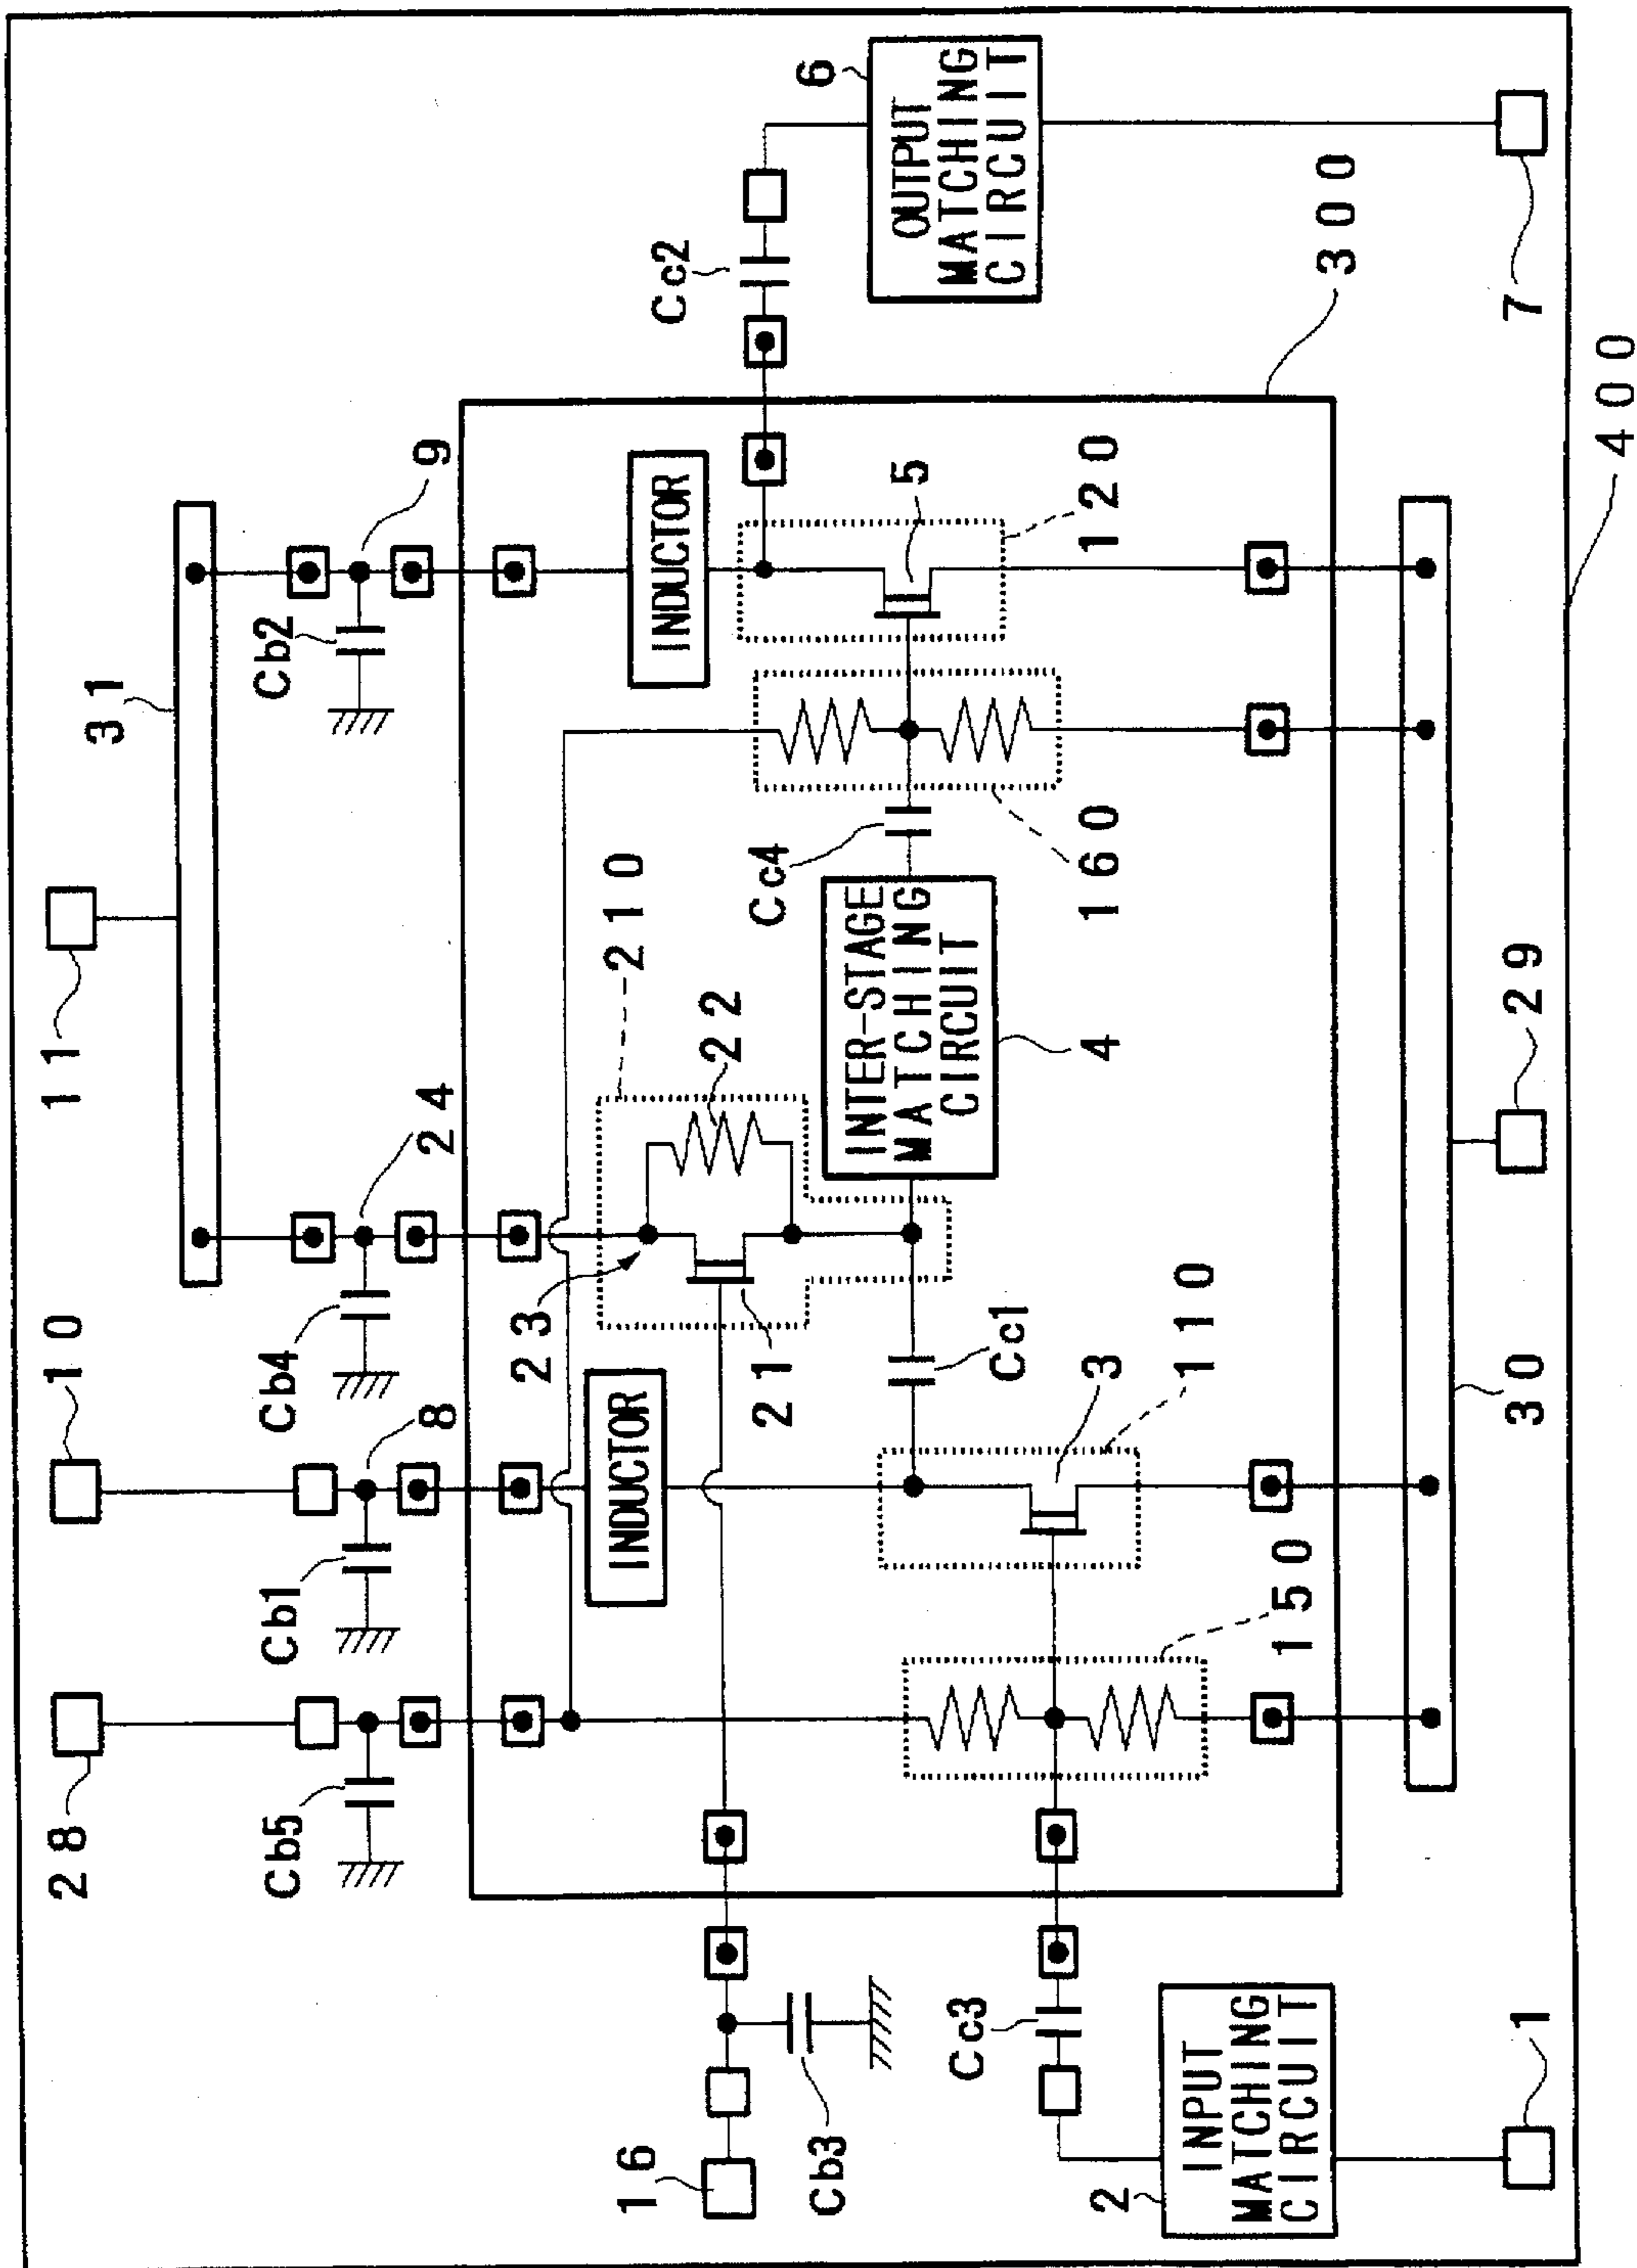 28
10
11
31
Cb5
Cb1
Cb4
Cb2
8
24
9
23
16
INDUCTOR
210
INDUCTOR
Cc2
22
21
Cc4
6
Cb3
INTER-STAGE
MATCHING
CIRCUIT
OUTPUT
MATCHING
CIRCUIT
5
Cc3
Cc1
4
160
120
3
2
110
INPUT
MATCHING
CIRCUIT
150
300
1
30
29
7
400